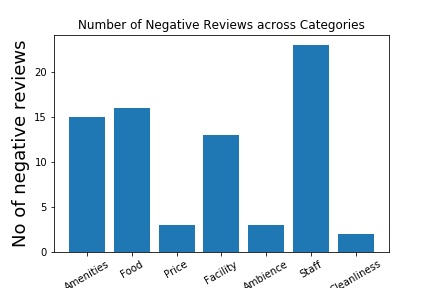 Number of Negative Reviews across Categories
No of negative reviews
20
15
10
5
0
Amenities
Food
Price
Facility
Ambience
Staff
Cleanliness